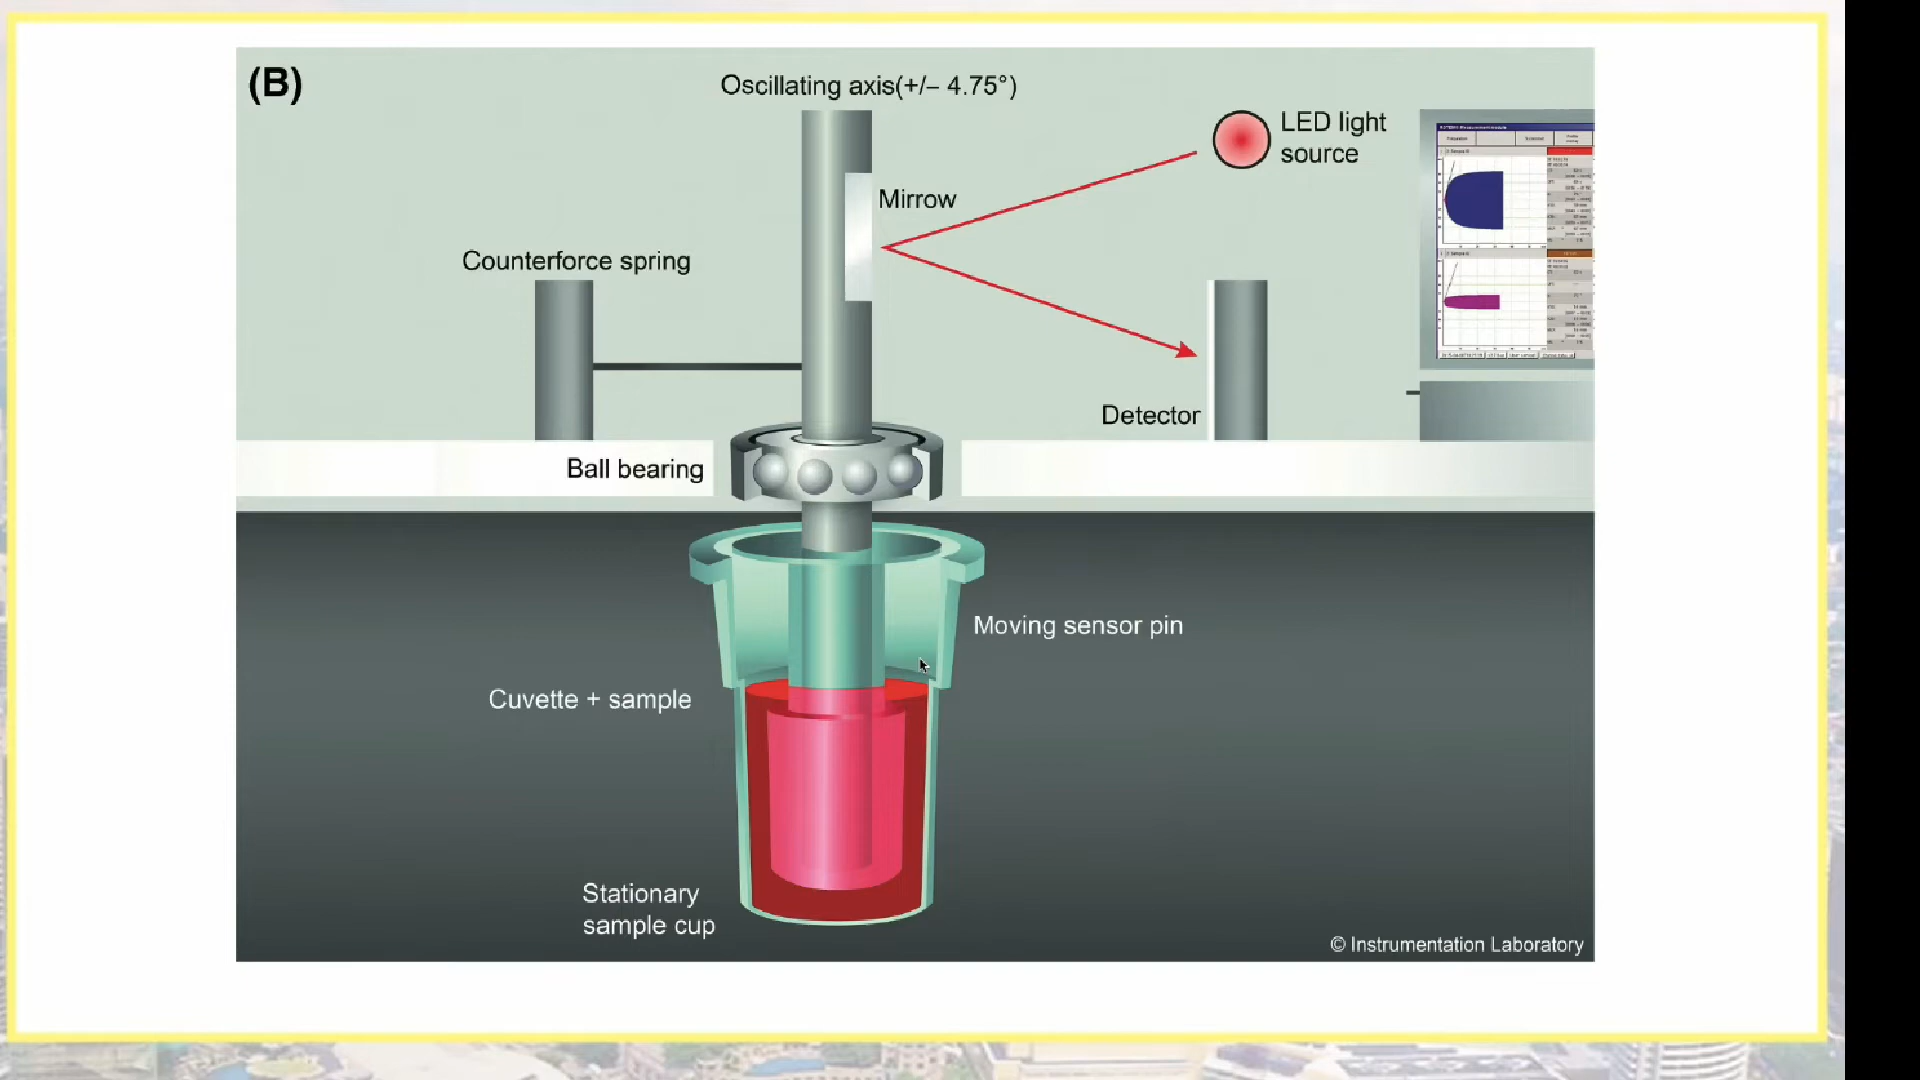 (B)
Oscillating axis(+/– 4.75°)
LED light
source
Mirrow
Counterforce spring
Detector
Ball bearing
Moving sensor pin
Cuvette + sample
Stationary
sample cup
© Instrumentation Laboratory